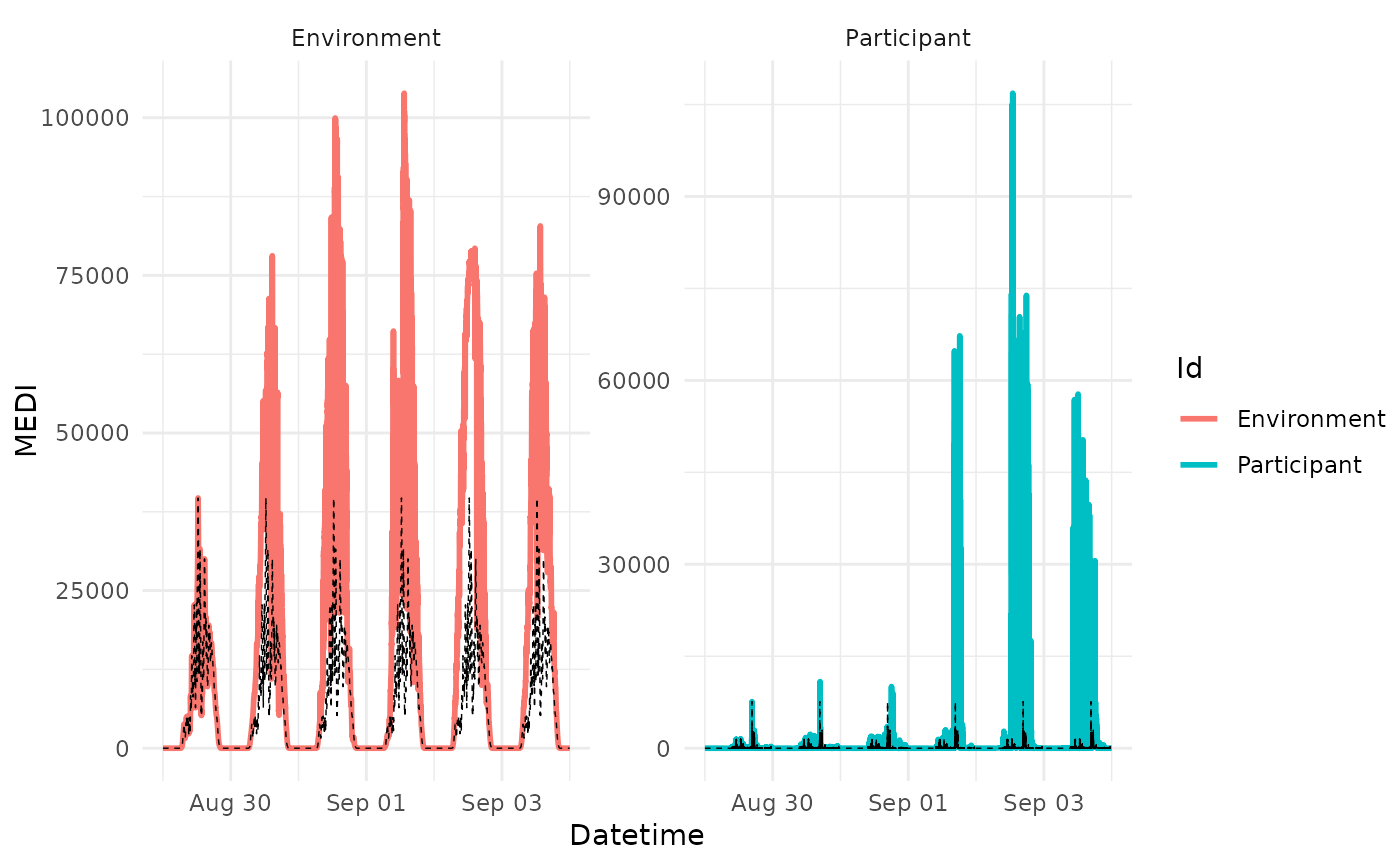 Environment
Participant
MEDI
100000
75000
50000
25000
0
90000
60000
30000
0
Aug 30
Sep 01
Sep 03
Aug 30
Sep 01
Sep 03
Datetime
Id
Environment
Participant